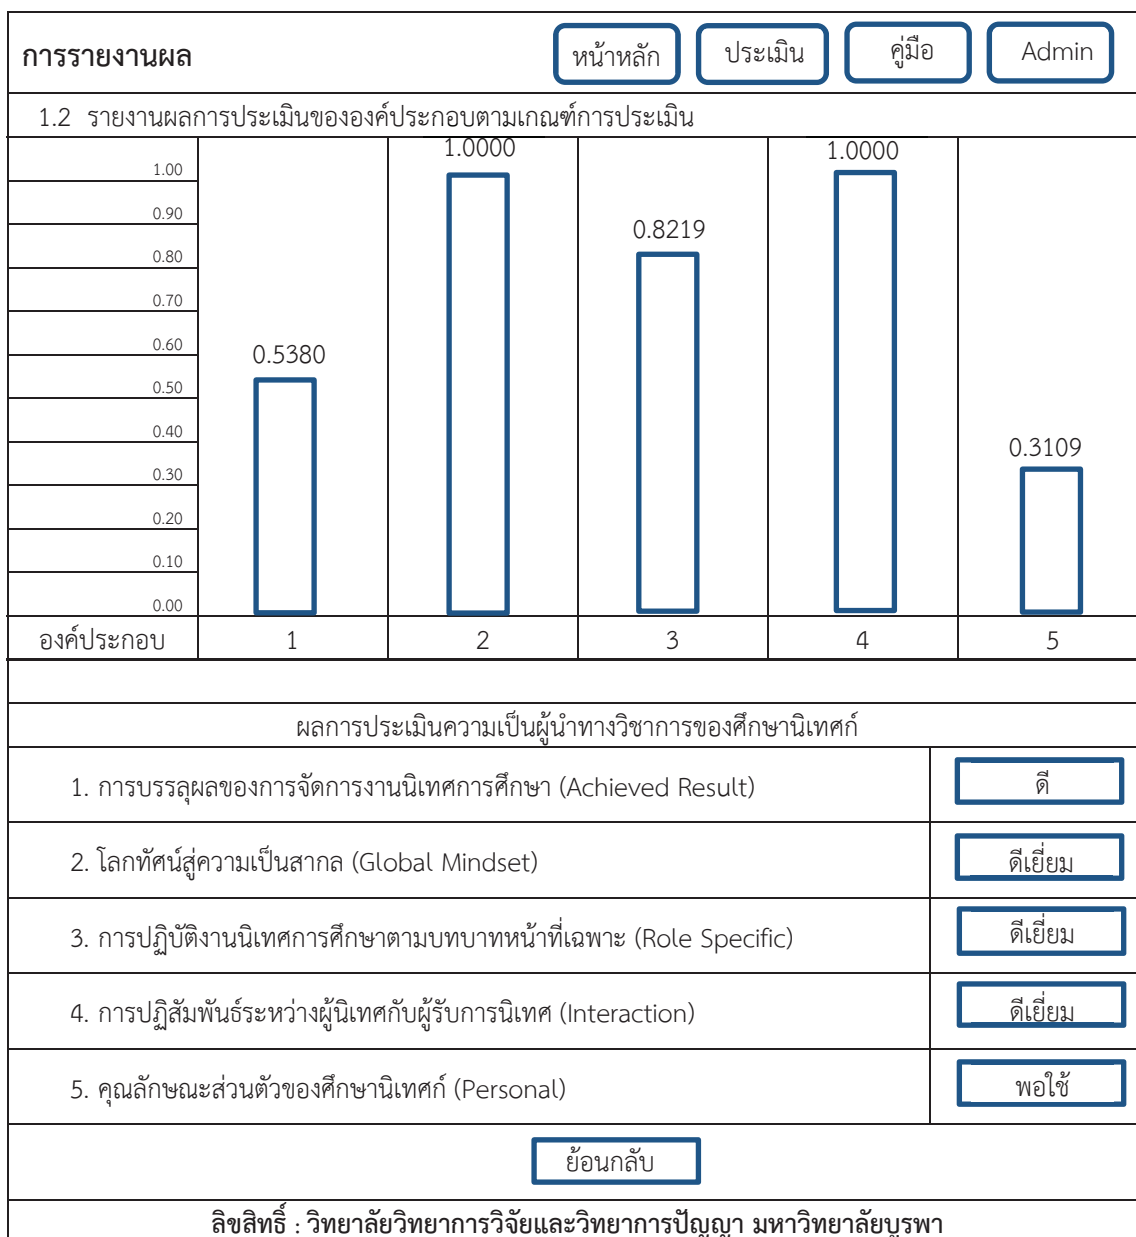 การรายงานผล หน้าหลัก ประเมิน คู่มือ Admin
1.2 รายงานผลการประเมินขององค์ประกอบตามเกณฑ์การประเมิน
1.0000 1.0000
1.00
0.90
0.8219
0.80
0.70
0.60
0.5380
0.50
0.40
0.3109
0.30
0.20
0.10
0.00
องค์ประกอบ 1 2 3 4 5
ผลการประเมินความเป็นผู้นำทางวิชาการของศึกษานิเทศก์
1. การบรรลุผลของการจัดการงานนิเทศการศึกษา (Achieved Result) ดี
2. โลกทัศน์สู่ความเป็นสากล (Global Mindset) ดีเยี่ยม
3. การปฏิบัติงานนิเทศการศึกษาตามบทบาทหน้าที่เฉพาะ (Role Specific) ดีเยี่ยม
4. การปฏิสัมพันธ์ระหว่างผู้นิเทศกับผู้รับการนิเทศ (Interaction) ดีเยี่ยม
5. คุณลักษณะส่วนตัวของศึกษานิเทศก์ (Personal) พอใช้
ย้อนกลับ
ลิขสิทธิ์ : วิทยาลัยวิทยาการวิจัยและวิทยาการปัญญา มหาวิทยาลัยบูรพา